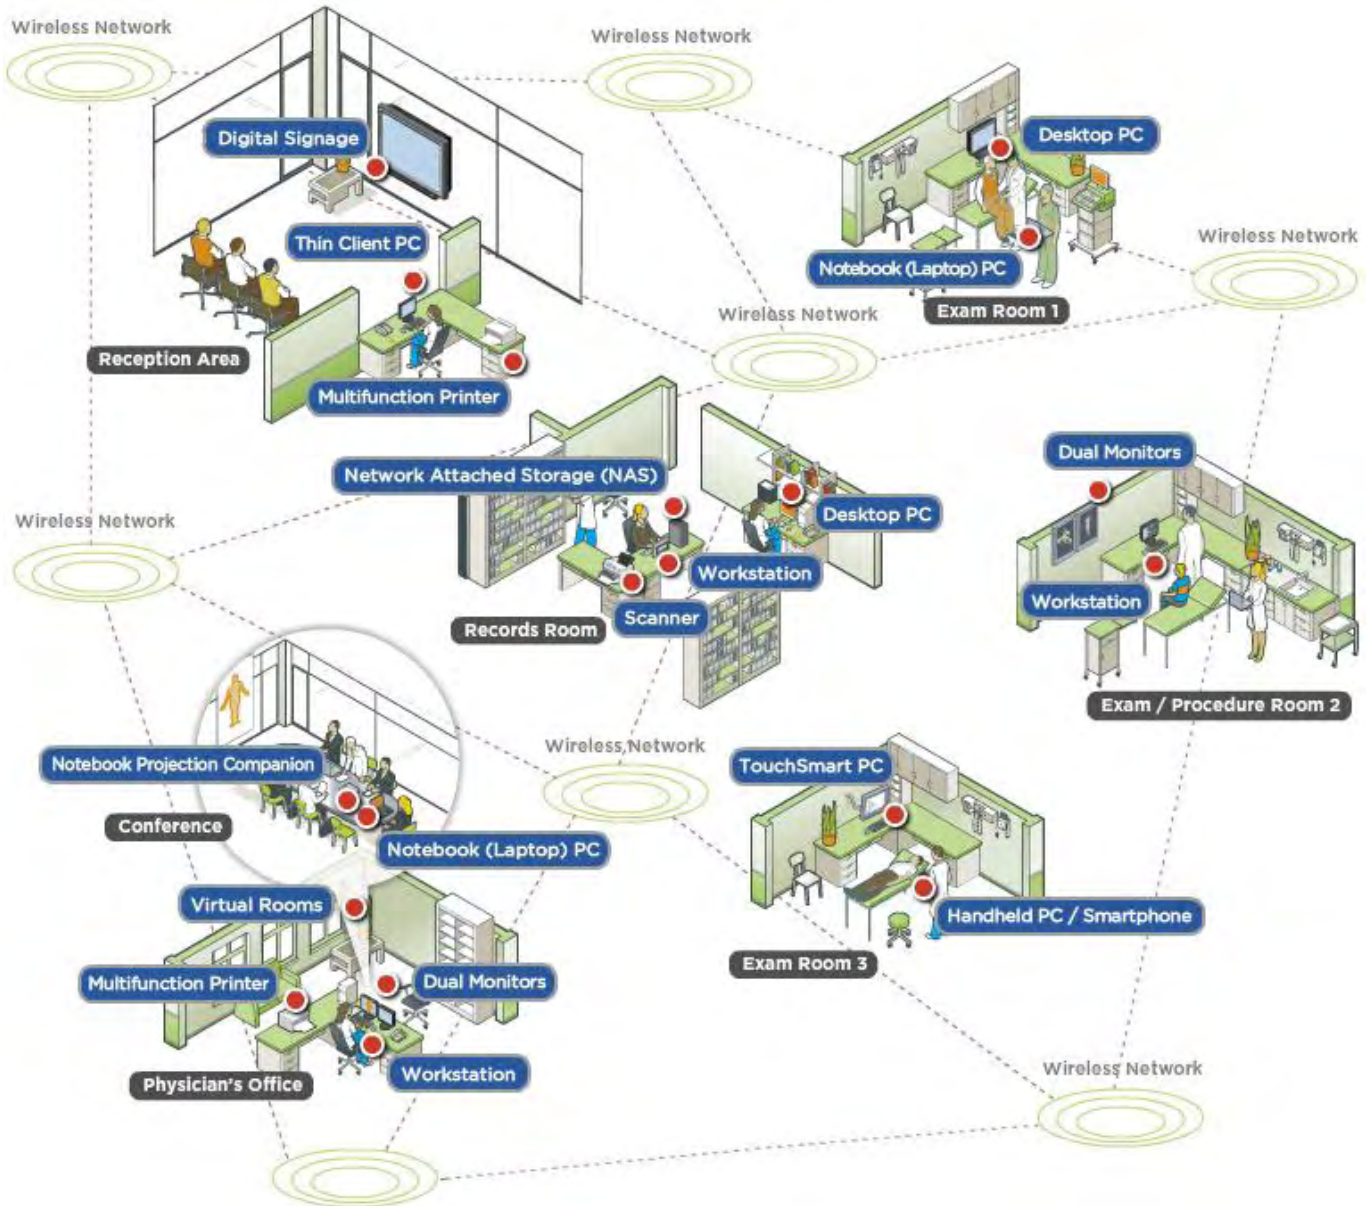 Wireless Network
Wireless Network
Digital Signage
Desktop PC
Thin Client PC
Wireless Network
Notebook (Laptop) PC
Exam Room 1
Wireless Network
Reception Area
Multifunction Printer
Dual Monitors
Network Attached Storage (NAS)
Desktop PC
Wireless Network
Workstation
Workstation
Scanner
Records Room
Exam / Procedure Room 2
Wireless Network
Notebook Projection Companion
TouchSmart PC
Conference
Notebook (Laptop) PC
Virtual Rooms
Handheld PC / Smartphone
Exam Room 3
Multifunction Printer
Dual Monitors
Workstation
Physician's Office
Wireless Network